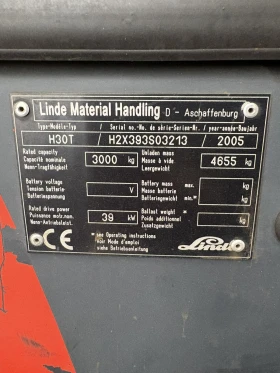 Linde Material Handling D - Aschaffenburg
Type-Modèle-Typ Serial no.-No. de série-Serien-Nr. / year-année-Baujahr
H30T H2X393S03213 / 2005
Rated capacity Unladen mass
Capacité nominale 3000 kg Masse à vide 4655 kg
Nenn-Tragfähigkeit Leergewicht
Battery voltage Battery mass
Tension batterie V Masse batterie kg
Batteriespannung Batteriegewicht min.* kg
Rated drive power Ballast weight
Puissance motr.nom. 39 kW Poids additionnel * kg
Nenn-Antriebsleist. Zusatzgewicht
CE * see Operating instructions
voir Mode d'emploi
siehe Betriebsanleitung
Linde